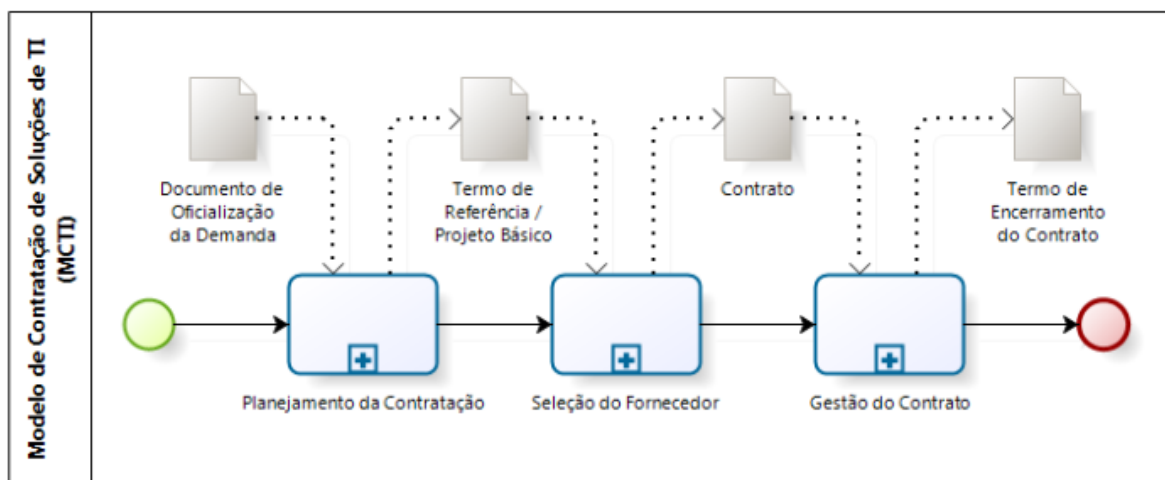 Modelo de Contratação de Soluções de TI
(MCTI)
Documento de
Oficialização
da Demanda
Termo de
Referência /
Projeto Básico
Contrato
Termo de
Encerramento
do Contrato
Planejamento da Contratação
Seleção do Fornecedor
Gestão do Contrato